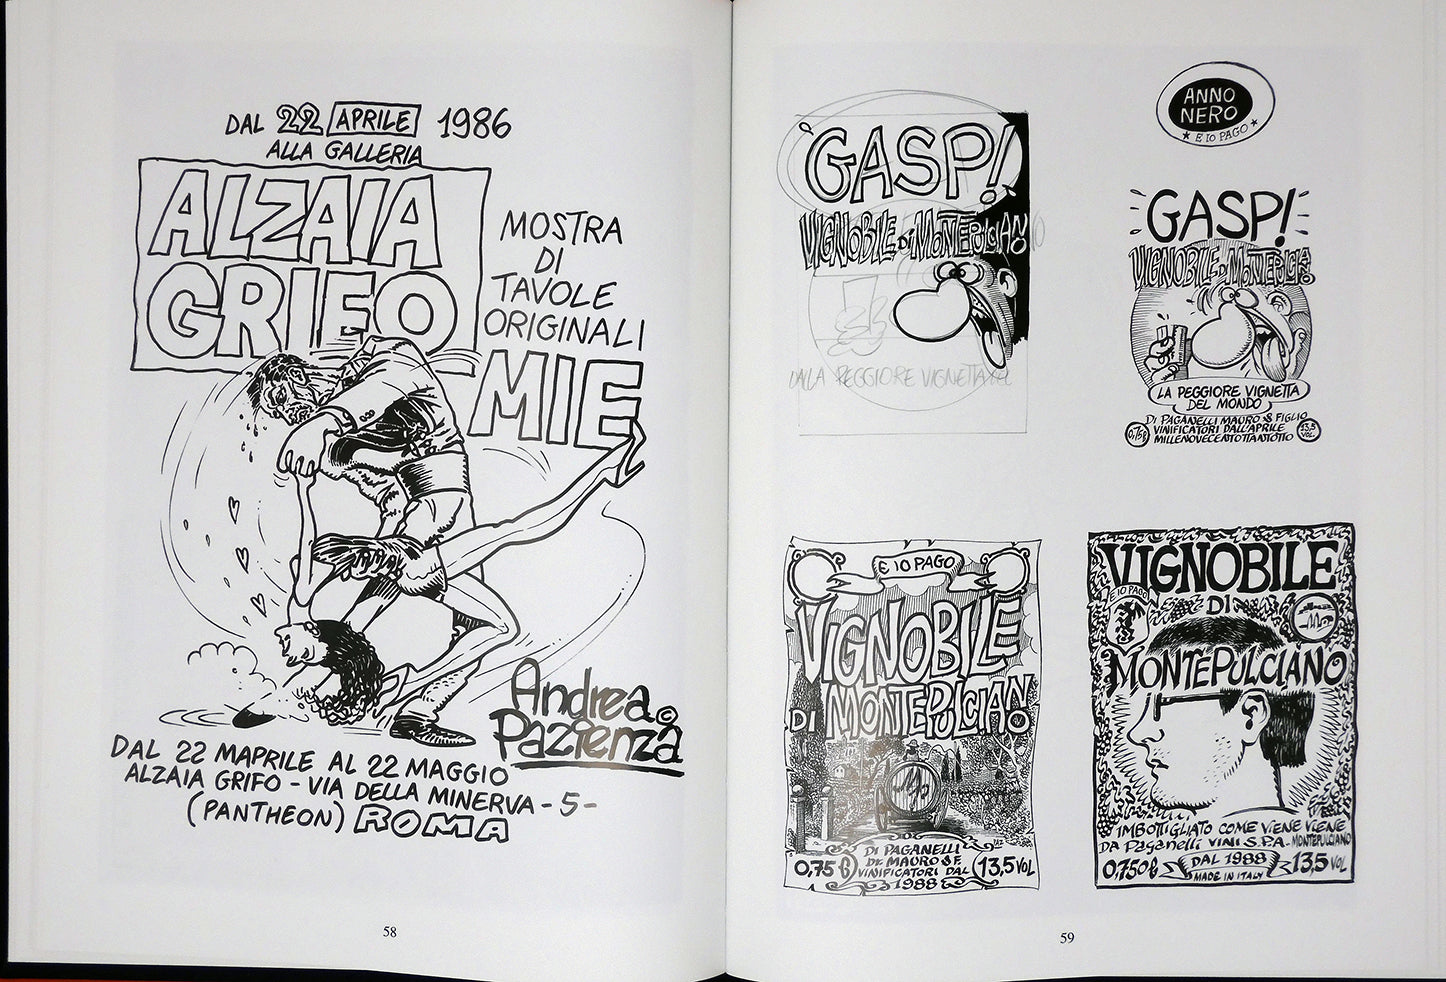 DAL 22 APRILE 1986
ALLA GALLERIA
ALZAIA
GRIFO
MOSTRA
DI
TAVOLE
ORIGINALI
MIE
Andrea ©
Pazienza
DAL 22 MAPRILE AL 22 MAGGIO
ALZAIA GRIFO - VIA DELLA MINERVA - 5 -
(PANTHEON) ROMA
58
GASP!
VIGNOBILE DI MONTEPULCIANO
DALLA PEGGIORE VIGNETTA
ANNO
NERO
★ E IO PAGO ★
GASP!
VIGNOBILE DI MONTEPULCIANO
LA PEGGIORE VIGNETTA
DEL MONDO
DI PAGANELLI MAURO & FIGLIO
VINIFICATORI DALL'APRILE
MILLENOVECENTOTTANTOTTO
0,75 ℓ
13,5 VOL.
E IO PAGO
VIGNOBILE
DI MONTEPULCIANO
DI PAGANELLI
DE MAURO & F.
VINIFICATORI DAL
1988
0,75 ℓ
13,5 VOL
VIGNOBILE
DI
E IO PAGO
MONTEPULCIANO
IMBOTTIGLIATO COME VIENE VIENE
DA Paganelli VINI S.P.A. - MONTEPULCIANO
0,750 ℓ DAL 1988 13,5 VOL
MADE IN ITALY
59